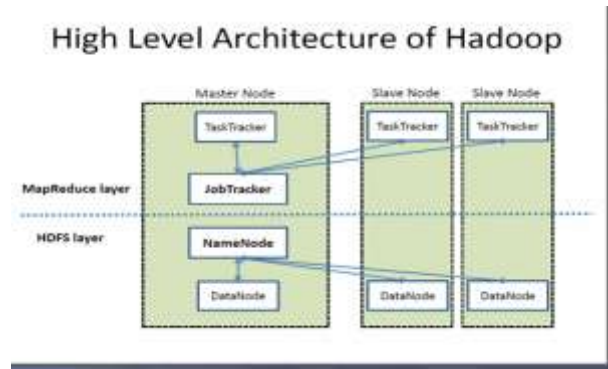 High Level Architecture of Hadoop
Master Node
Slave Node
Slave Node
TaskTracker
TaskTracker
TaskTracker
MapReduce layer
JobTracker
HDFS layer
NameNode
DataNode
DataNode
DataNode